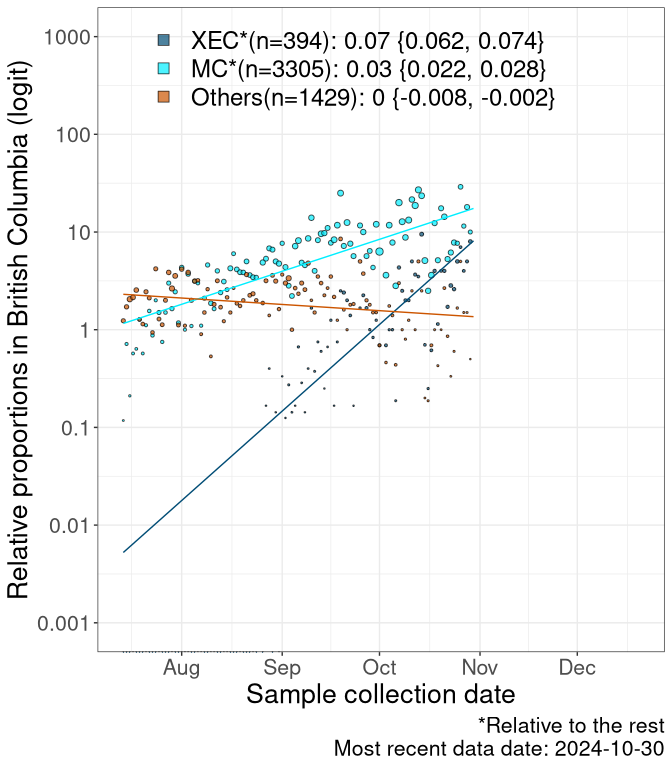 XEC*(n=394): 0.07 {0.062, 0.074}
MC*(n=3305): 0.03 {0.022, 0.028}
Others(n=1429): 0 {-0.008, -0.002}
Relative proportions in British Columbia (logit)
1000
100
10
1
0.1
0.01
0.001
Aug Sep Oct Nov Dec
Sample collection date
*Relative to the rest
Most recent data date: 2024-10-30